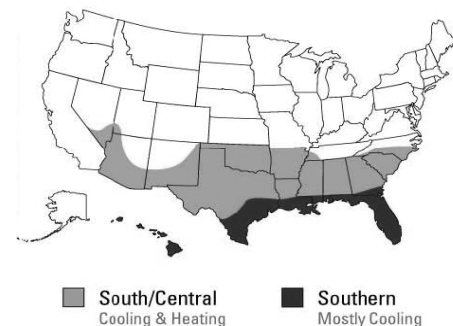 South/Central
Cooling & Heating
Southern
Mostly Cooling